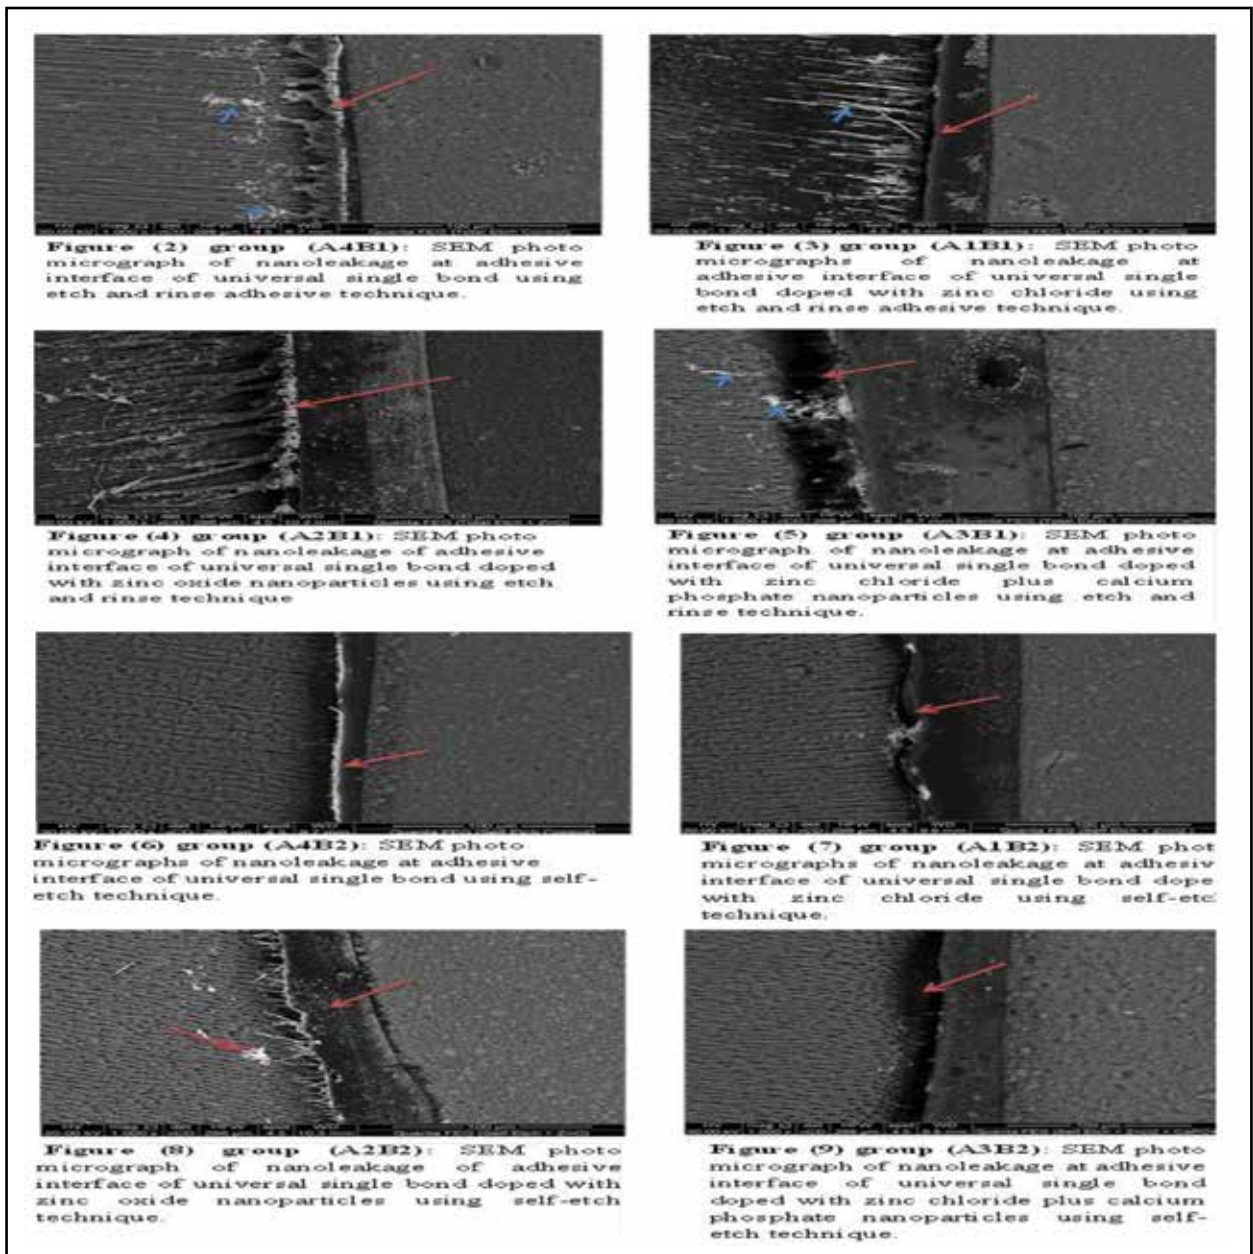 Figure (2) group (A4B1): SEM photo
micrograph of nanoleakage at adhesive
interface of universal single bond using
etch and rinse adhesive technique.
Figure (3) group (A1B1): SEM photo
micrographs of nanoleakage at
adhesive interface of universal single
bond doped with zinc chloride using
etch and rinse adhesive technique.
Figure (4) group (A2B1): SEM photo
micrograph of nanoleakage of adhesive
interface of universal single bond doped
with zinc oxide nanoparticles using etch
and rinse technique
Figure (5) group (A3B1): SEM photo
micrograph of nanoleakage at adhesive
interface of universal single bond doped
with zinc chloride plus calcium
phosphate nanoparticles using etch and
rinse technique.
Figure (6) group (A4B2): SEM photo
micrographs of nanoleakage at adhesive
interface of universal single bond using self-
etch technique.
Figure (7) group (A1B2): SEM phot
micrographs of nanoleakage at adhesiv
interface of universal single bond dope
with zinc chloride using self-etc
technique.
Figure (8) group (A2B2): SEM photo
micrograph of nanoleakage of adhesive
interface of universal single bond doped with
zinc oxide nanoparticles using self-etch
technique.
Figure (9) group (A3B2): SEM photo
micrograph of nanoleakage at adhesive
interface of universal single bond
doped with zinc chloride plus calcium
phosphate nanoparticles using self-
etch technique.